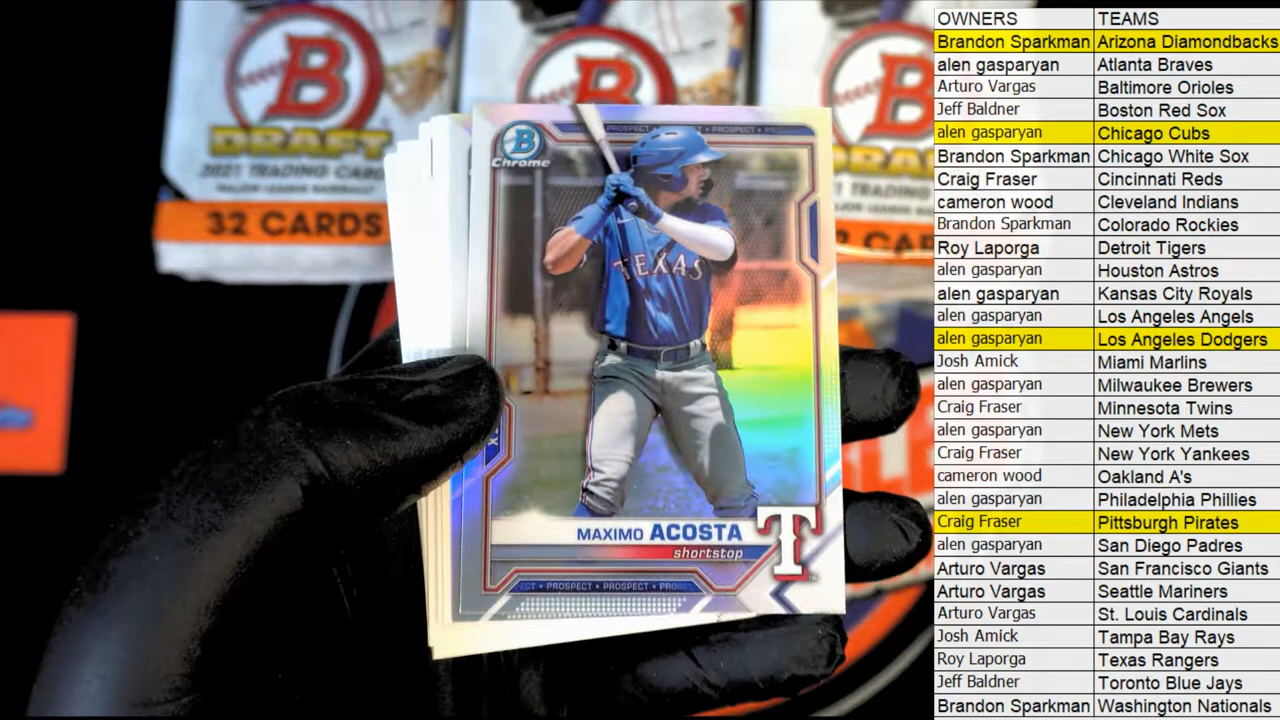 B
DRAFT
2021 TRADING CARDS
MAJOR LEAGUE BASEBALL
32 CARDS
B
B
B
Chrome
PROSPECT • PROSPECT
TEXAS
MAXIMO ACOSTA
shortstop
T
PROSPECT • PROSPECT
OWNERS TEAMS
Brandon Sparkman Arizona Diamondbacks
alen gasparyan Atlanta Braves
Arturo Vargas Baltimore Orioles
Jeff Baldner Boston Red Sox
alen gasparyan Chicago Cubs
Brandon Sparkman Chicago White Sox
Craig Fraser Cincinnati Reds
cameron wood Cleveland Indians
Brandon Sparkman Colorado Rockies
Roy Laporga Detroit Tigers
alen gasparyan Houston Astros
alen gasparyan Kansas City Royals
alen gasparyan Los Angeles Angels
alen gasparyan Los Angeles Dodgers
Josh Amick Miami Marlins
alen gasparyan Milwaukee Brewers
Craig Fraser Minnesota Twins
alen gasparyan New York Mets
Craig Fraser New York Yankees
cameron wood Oakland A's
alen gasparyan Philadelphia Phillies
Craig Fraser Pittsburgh Pirates
alen gasparyan San Diego Padres
Arturo Vargas San Francisco Giants
Arturo Vargas Seattle Mariners
Arturo Vargas St. Louis Cardinals
Josh Amick Tampa Bay Rays
Roy Laporga Texas Rangers
Jeff Baldner Toronto Blue Jays
Brandon Sparkman Washington Nationals